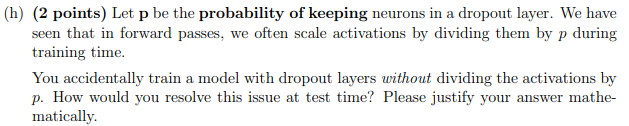 (h) (2 points) Let p be the probability of keeping neurons in a dropout layer. We have
seen that in forward passes, we often scale activations by dividing them by p during
training time.
You accidentally train a model with dropout layers without dividing the activations by
p. How would you resolve this issue at test time? Please justify your answer mathe-
matically.